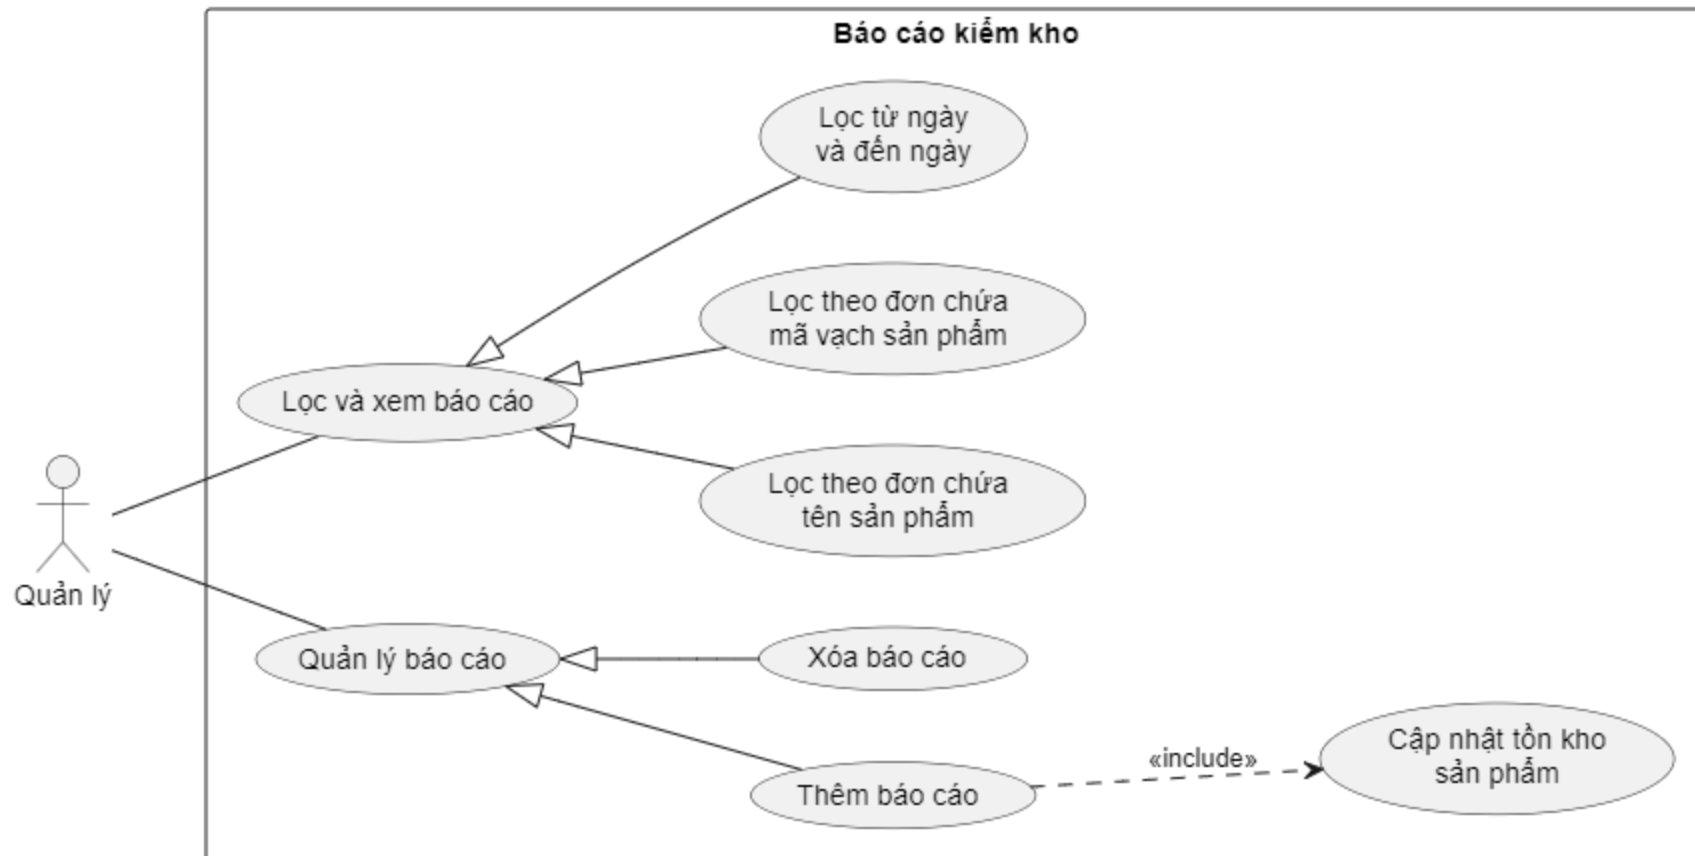 Báo cáo kiểm kho
Lọc từ ngày
và đến ngày
Lọc theo đơn chứa
mã vạch sản phẩm
Lọc và xem báo cáo
Lọc theo đơn chứa
tên sản phẩm
Quản lý
Quản lý báo cáo
Xóa báo cáo
Thêm báo cáo
«include»
Cập nhật tồn kho
sản phẩm